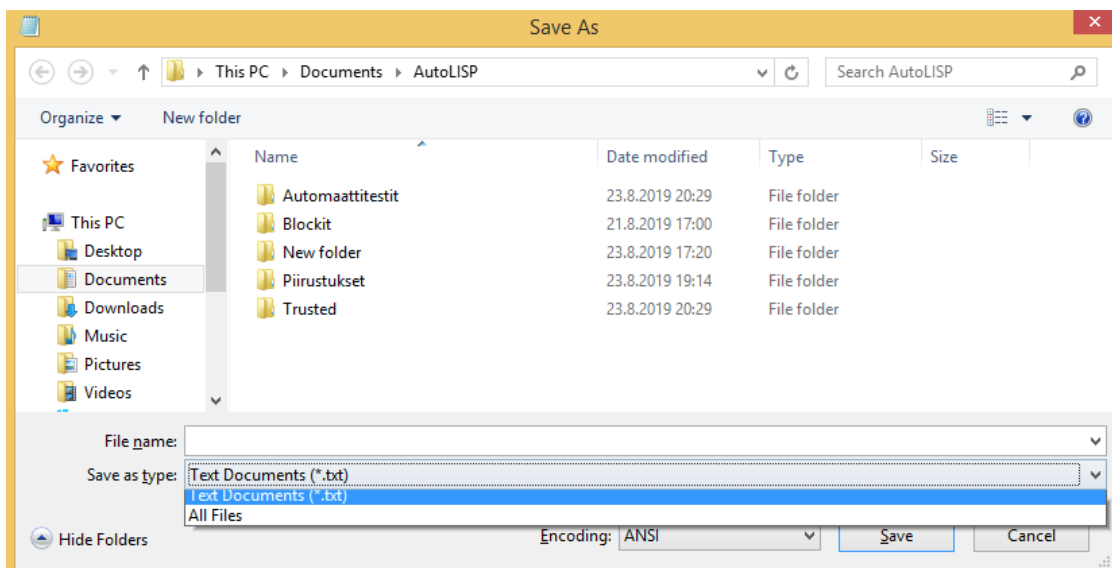 Save As
This PC Documents AutoLISP Search AutoLISP
Organize New folder
Name Date modified Type Size
Favorites
Automaattitestit 23.8.2019 20:29 File folder
This PC Blockit 21.8.2019 17:00 File folder
Desktop New folder 23.8.2019 17:20 File folder
Documents Piirustukset 23.8.2019 19:14 File folder
Downloads Trusted 23.8.2019 20:29 File folder
Music
Pictures
Videos
File name:
Save as type: Text Documents (*.txt)
Text Documents (*.txt)
All Files
Hide Folders Encoding: ANSI Save Cancel